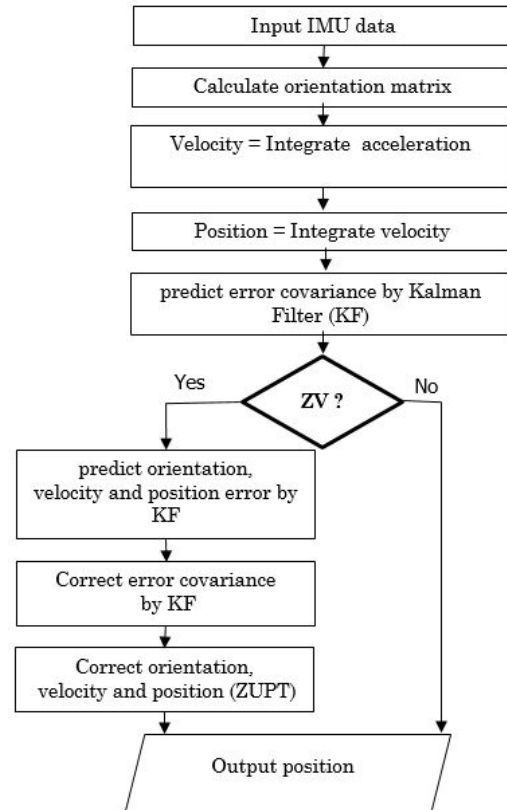 Input IMU data
Calculate orientation matrix
Velocity = Integrate acceleration
Position = Integrate velocity
predict error covariance by Kalman
Filter (KF)
Yes
No
ZV ?
predict orientation,
velocity and position error by
KF
Correct error covariance
by KF
Correct orientation,
velocity and position (ZUPT)
Output position